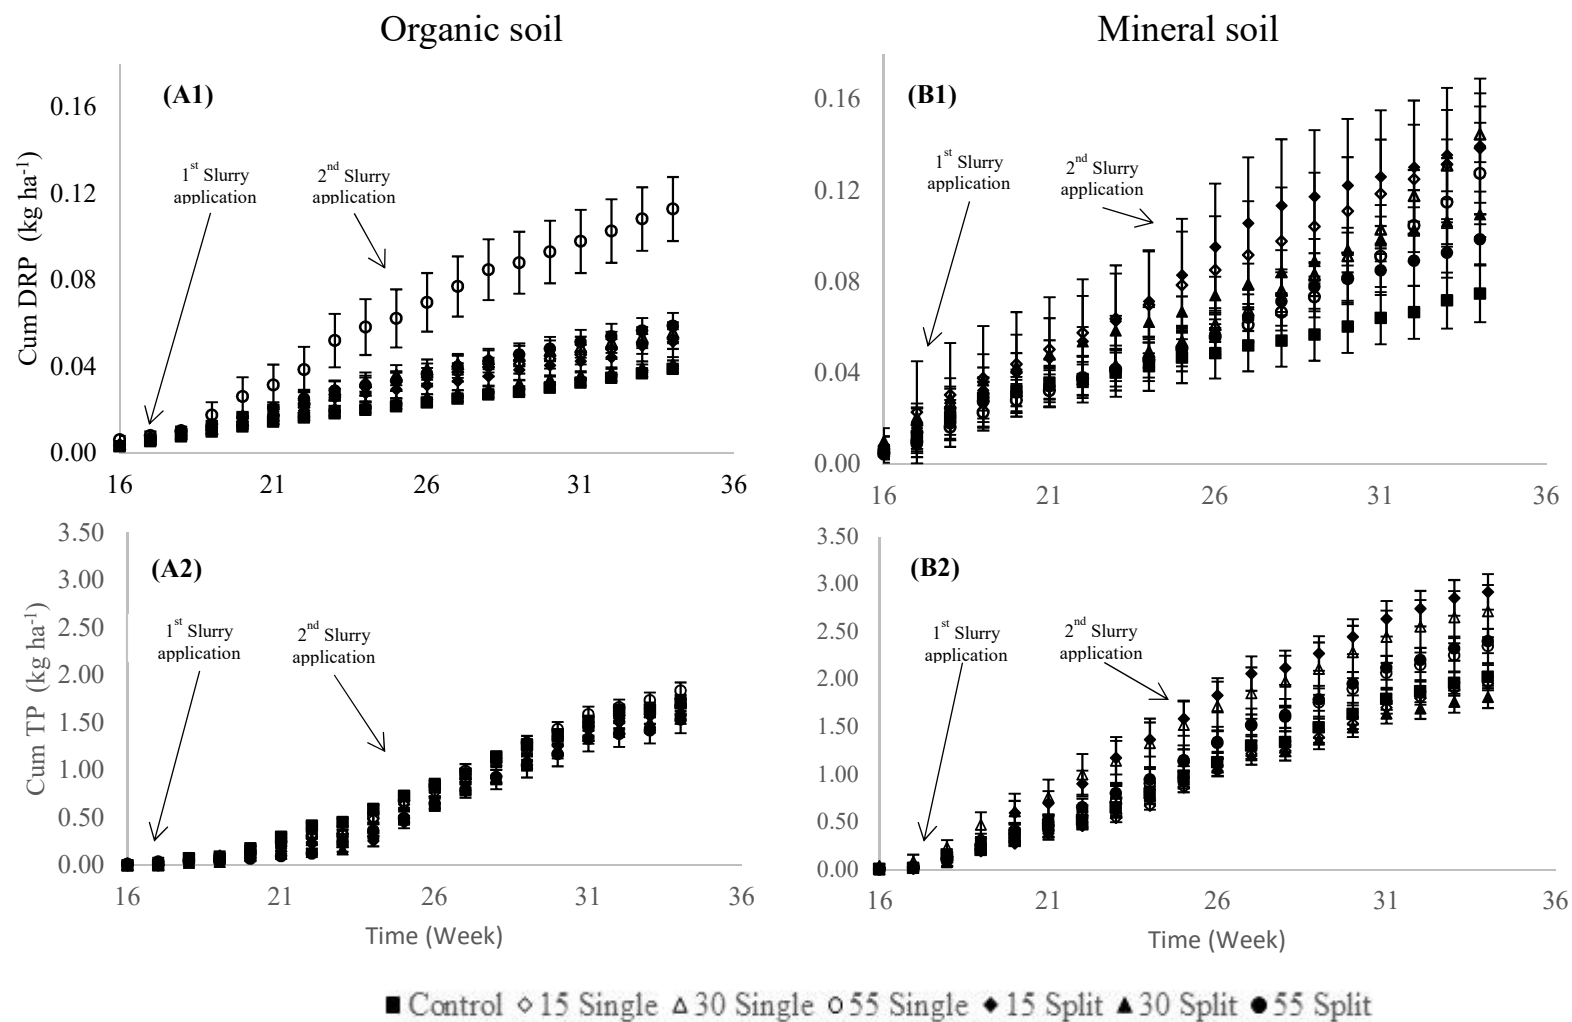 Organic soil
Mineral soil
(A1)
0.16
0.12
0.08
0.04
0.00
Cum DRP (kg ha-1)
1st Slurry
application
2nd Slurry
application
16 21 26 31 36
(B1)
0.16
0.12
0.08
0.04
0.00
1st Slurry
application
2nd Slurry
application
16 21 26 31 36
(A2)
3.50
3.00
2.50
2.00
1.50
1.00
0.50
0.00
Cum TP (kg ha-1)
1st Slurry
application
2nd Slurry
application
16 21 26 31 36
Time (Week)
(B2)
3.50
3.00
2.50
2.00
1.50
1.00
0.50
0.00
1st Slurry
application
2nd Slurry
application
16 21 26 31 36
Time (Week)
Control 15 Single 30 Single 55 Single 15 Split 30 Split 55 Split